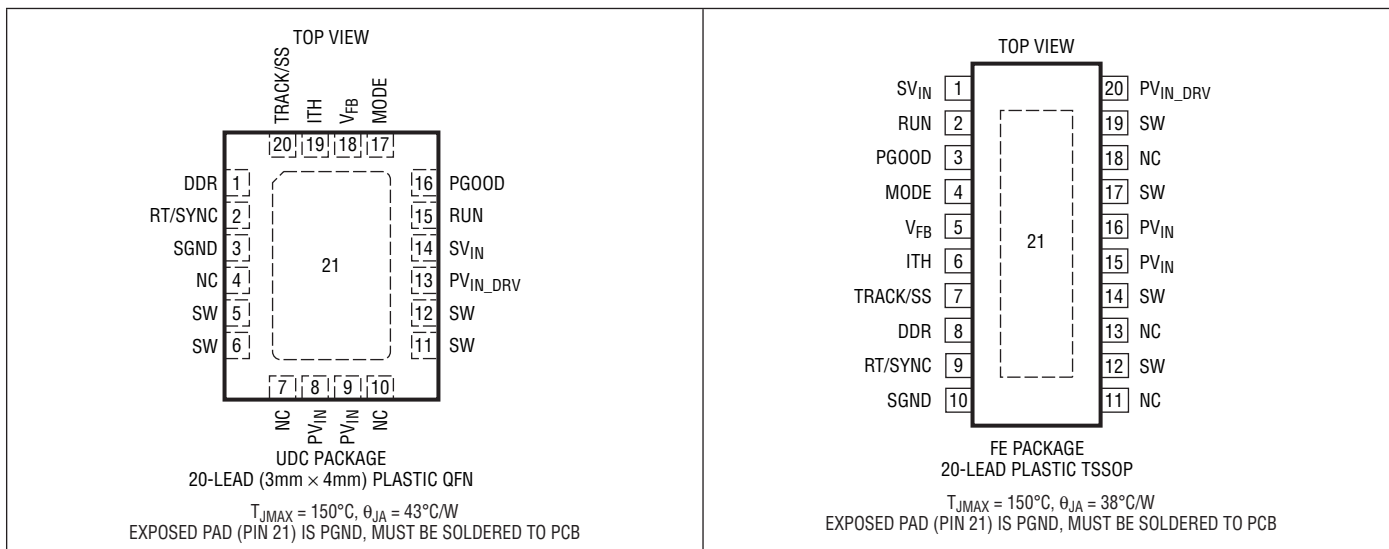 TOP VIEW
TRACK/SS
ITH
VFB
MODE
20 19 18 17
DDR 1
RT/SYNC 2
SGND 3
NC 4
SW 5
SW 6
21
16 PGOOD
15 RUN
14 SVIN
13 PVIN_DRV
12 SW
11 SW
7 8 9 10
NC
PVIN
PVIN
NC
UDC PACKAGE
20-LEAD (3mm × 4mm) PLASTIC QFN
TJMAX = 150°C, θJA = 43°C/W
EXPOSED PAD (PIN 21) IS PGND, MUST BE SOLDERED TO PCB
TOP VIEW
SVIN 1
RUN 2
PGOOD 3
MODE 4
VFB 5
ITH 6
TRACK/SS 7
DDR 8
RT/SYNC 9
SGND 10
21
20 PVIN_DRV
19 SW
18 NC
17 SW
16 PVIN
15 PVIN
14 SW
13 NC
12 SW
11 NC
FE PACKAGE
20-LEAD PLASTIC TSSOP
TJMAX = 150°C, θJA = 38°C/W
EXPOSED PAD (PIN 21) IS PGND, MUST BE SOLDERED TO PCB